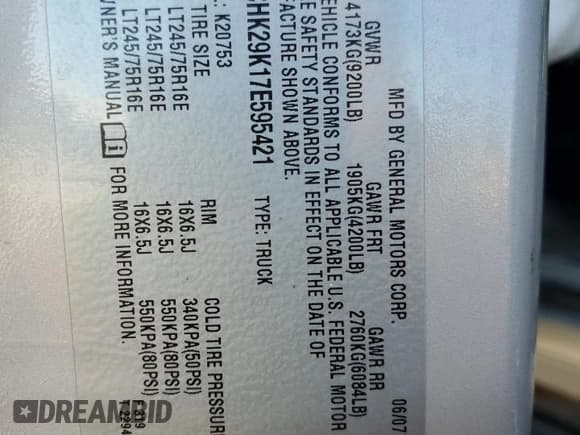 MFD BY GENERAL MOTORS CORP. 06/07
GVWR GAWR FRT GAWR RR
4173KG(9200LB) 1905KG(4200LB) 2760KG(6084LB)
VEHICLE CONFORMS TO ALL APPLICABLE U.S. FEDERAL MOTOR
SAFETY STANDARDS IN EFFECT ON THE DATE OF
FACTURE SHOWN ABOVE.
HK29K17E595421 TYPE: TRUCK
.: K20753
TIRE SIZE RIM COLD TIRE PRESSUR
LT245/75R16E 16X6.5J 340KPA(50PSI)
LT245/75R16E 16X6.5J 550KPA(80PSI)
LT245/75R16E 16X6.5J 550KPA(80PSI)
WNER'S MANUAL i FOR MORE INFORMATION.
DREAMBID